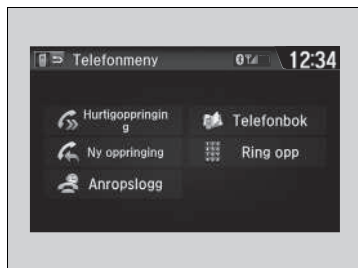 Telefonmeny
12:34
Hurtigoppringin
g
Telefonbok
Ny oppringing
Ring opp
Anropslogg